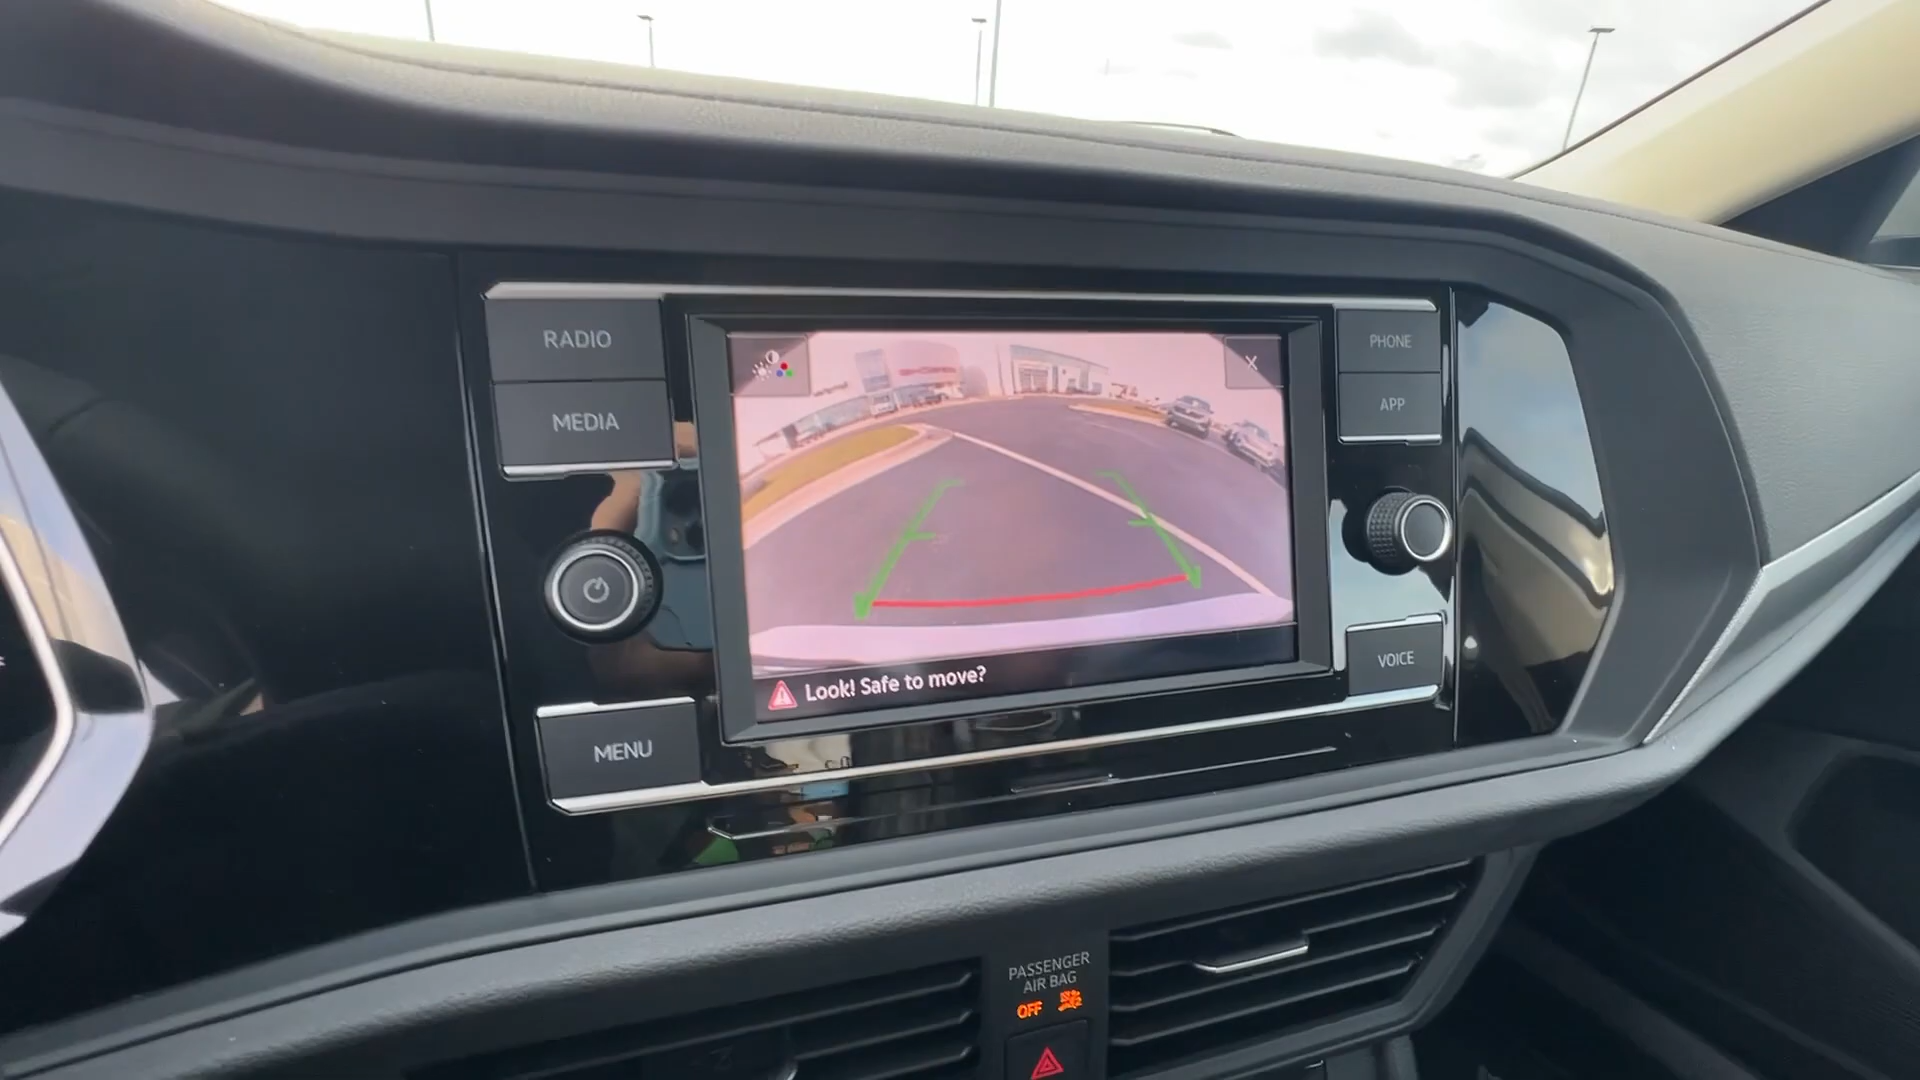 RADIO
MEDIA
PHONE
APP
X
VOICE
Look! Safe to move?
MENU
PASSENGER
AIR BAG
OFF